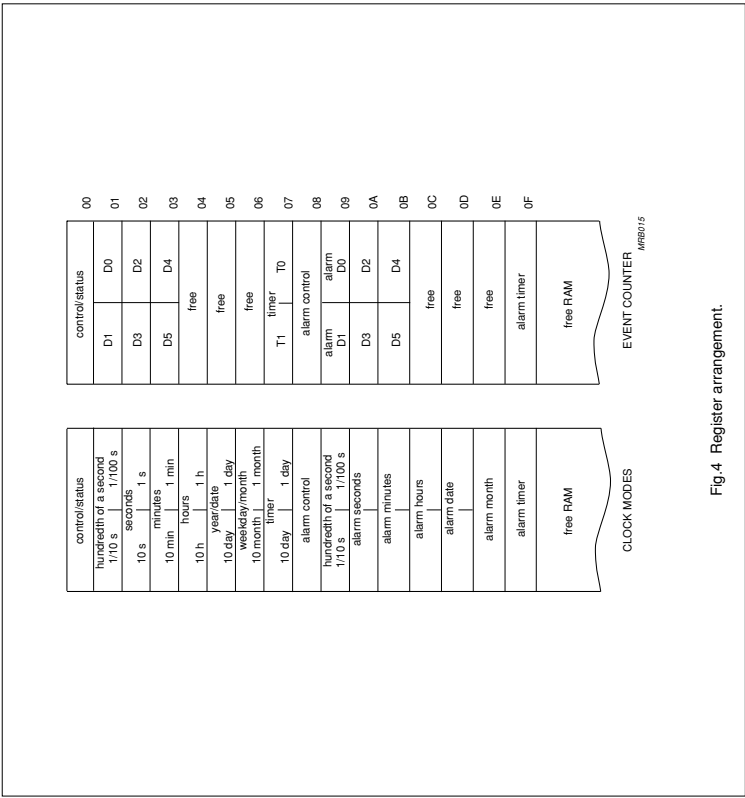 control/status
hundredth of a second
1/10 s 1/100 s
seconds
10 s 1 s
minutes
10 min 1 min
hours
10 h 1 h
year/date
10 day 1 day
weekday/month
10 month 1 month
timer
10 day 1 day
alarm control
hundredth of a second
1/10 s 1/100 s
alarm seconds
alarm minutes
alarm hours
alarm date
alarm month
alarm timer
free RAM
CLOCK MODES
control/status
D1 D0
D3 D2
D5 D4
free
free
free
timer
T1 T0
alarm control
alarm alarm
D1 D0
D3 D2
D5 D4
free
free
free
alarm timer
free RAM
EVENT COUNTER
00
01
02
03
04
05
06
07
08
09
0A
0B
0C
0D
0E
0F
MRB015
Fig.4 Register arrangement.